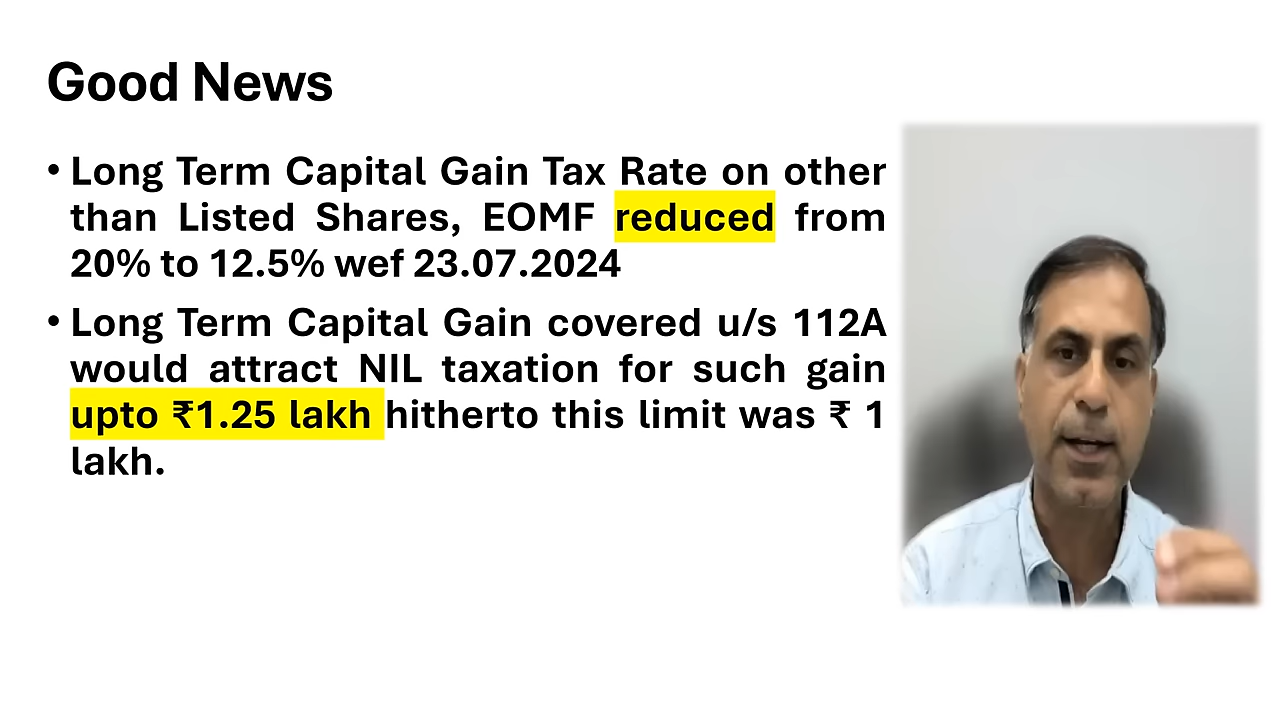 Good News
• Long Term Capital Gain Tax Rate on other
than Listed Shares, EOMF reduced from
20% to 12.5% wef 23.07.2024
• Long Term Capital Gain covered u/s 112A
would attract NIL taxation for such gain
upto ₹1.25 lakh hitherto this limit was ₹ 1
lakh.